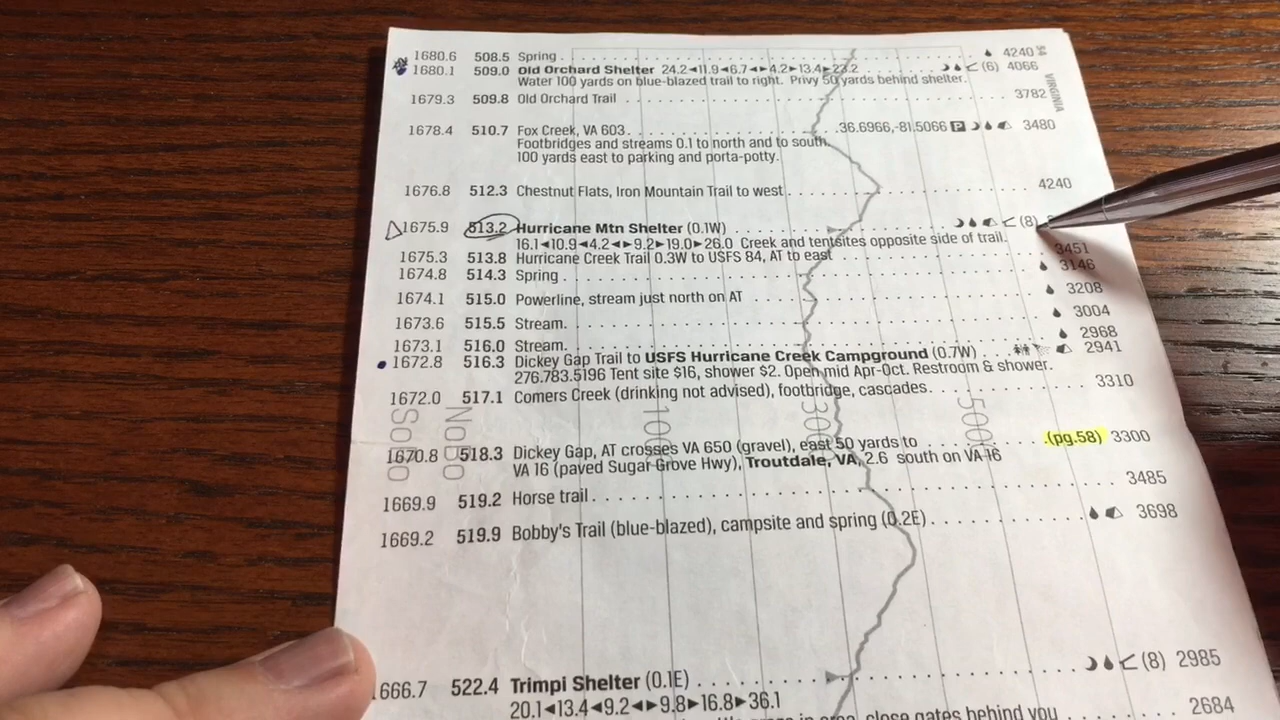 1680.6 508.5 Spring 4240
1680.1 509.0 Old Orchard Shelter 24.2◄11.9◄6.7◄►4.2►13.4►23.2 (6) 4066
Water 100 yards on blue-blazed trail to right. Privy 50 yards behind shelter.
VIRGINIA
1679.3 509.8 Old Orchard Trail 3782
1678.4 510.7 Fox Creek, VA 603 36.6966,-81.5066 P 3480
Footbridges and streams 0.1 to north and to south.
100 yards east to parking and porta-potty.
1676.8 512.3 Chestnut Flats, Iron Mountain Trail to west 4240
1675.9 513.2 Hurricane Mtn Shelter (0.1W) (8)
16.1◄10.9◄4.2◄►9.2►19.0►26.0 Creek and tentsites opposite side of trail.
1675.3 513.8 Hurricane Creek Trail 0.3W to USFS 84, AT to east 3451
1674.8 514.3 Spring 3146
1674.1 515.0 Powerline, stream just north on AT 3208
1673.6 515.5 Stream 3004
1673.1 516.0 Stream 2968
1672.8 516.3 Dickey Gap Trail to USFS Hurricane Creek Campground (0.7W) 2941
276.783.5196 Tent site $16, shower $2. Open mid Apr-Oct. Restroom & shower.
1672.0 517.1 Comers Creek (drinking not advised), footbridge, cascades 3310
SoBo NoBo 1000 3000 5000
1670.8 518.3 Dickey Gap, AT crosses VA 650 (gravel), east 50 yards to (pg.58) 3300
VA 16 (paved Sugar Grove Hwy), Troutdale, VA, 2.6 south on VA 16
1669.9 519.2 Horse trail 3485
1669.2 519.9 Bobby's Trail (blue-blazed), campsite and spring (0.2E) 3698
1666.7 522.4 Trimpi Shelter (0.1E) (8) 2985
20.1◄13.4◄9.2◄►9.8►16.8►36.1
close gates behind you 2684